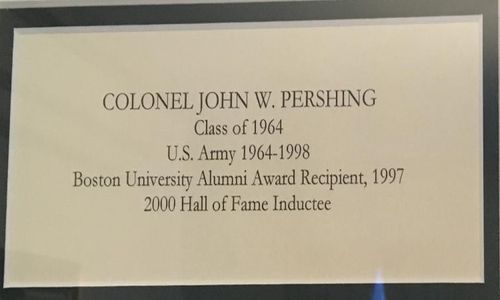 COLONEL JOHN W. PERSHING
Class of 1964
U.S. Army 1964-1998
Boston University Alumni Award Recipient, 1997
2000 Hall of Fame Inductee